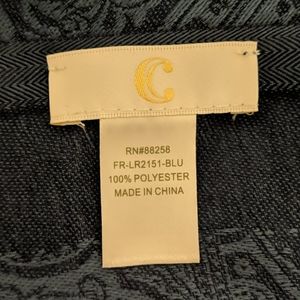 C
RN#88258
FR-LR2151-BLU
100% POLYESTER
MADE IN CHINA